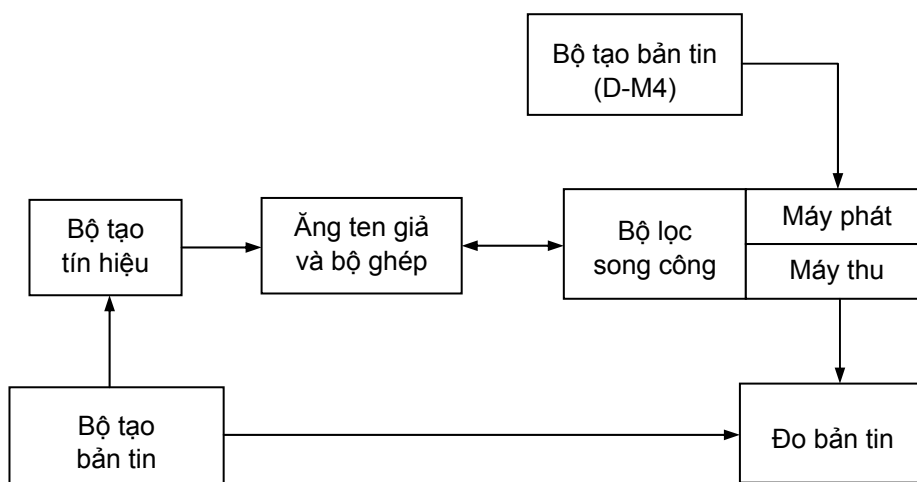 Bộ tạo bản tin
(D-M4)
Bộ tạo
tín hiệu
Ăng ten giả
và bộ ghép
Bộ lọc
song công
Máy phát
Máy thu
Bộ tạo
bản tin
Đo bản tin